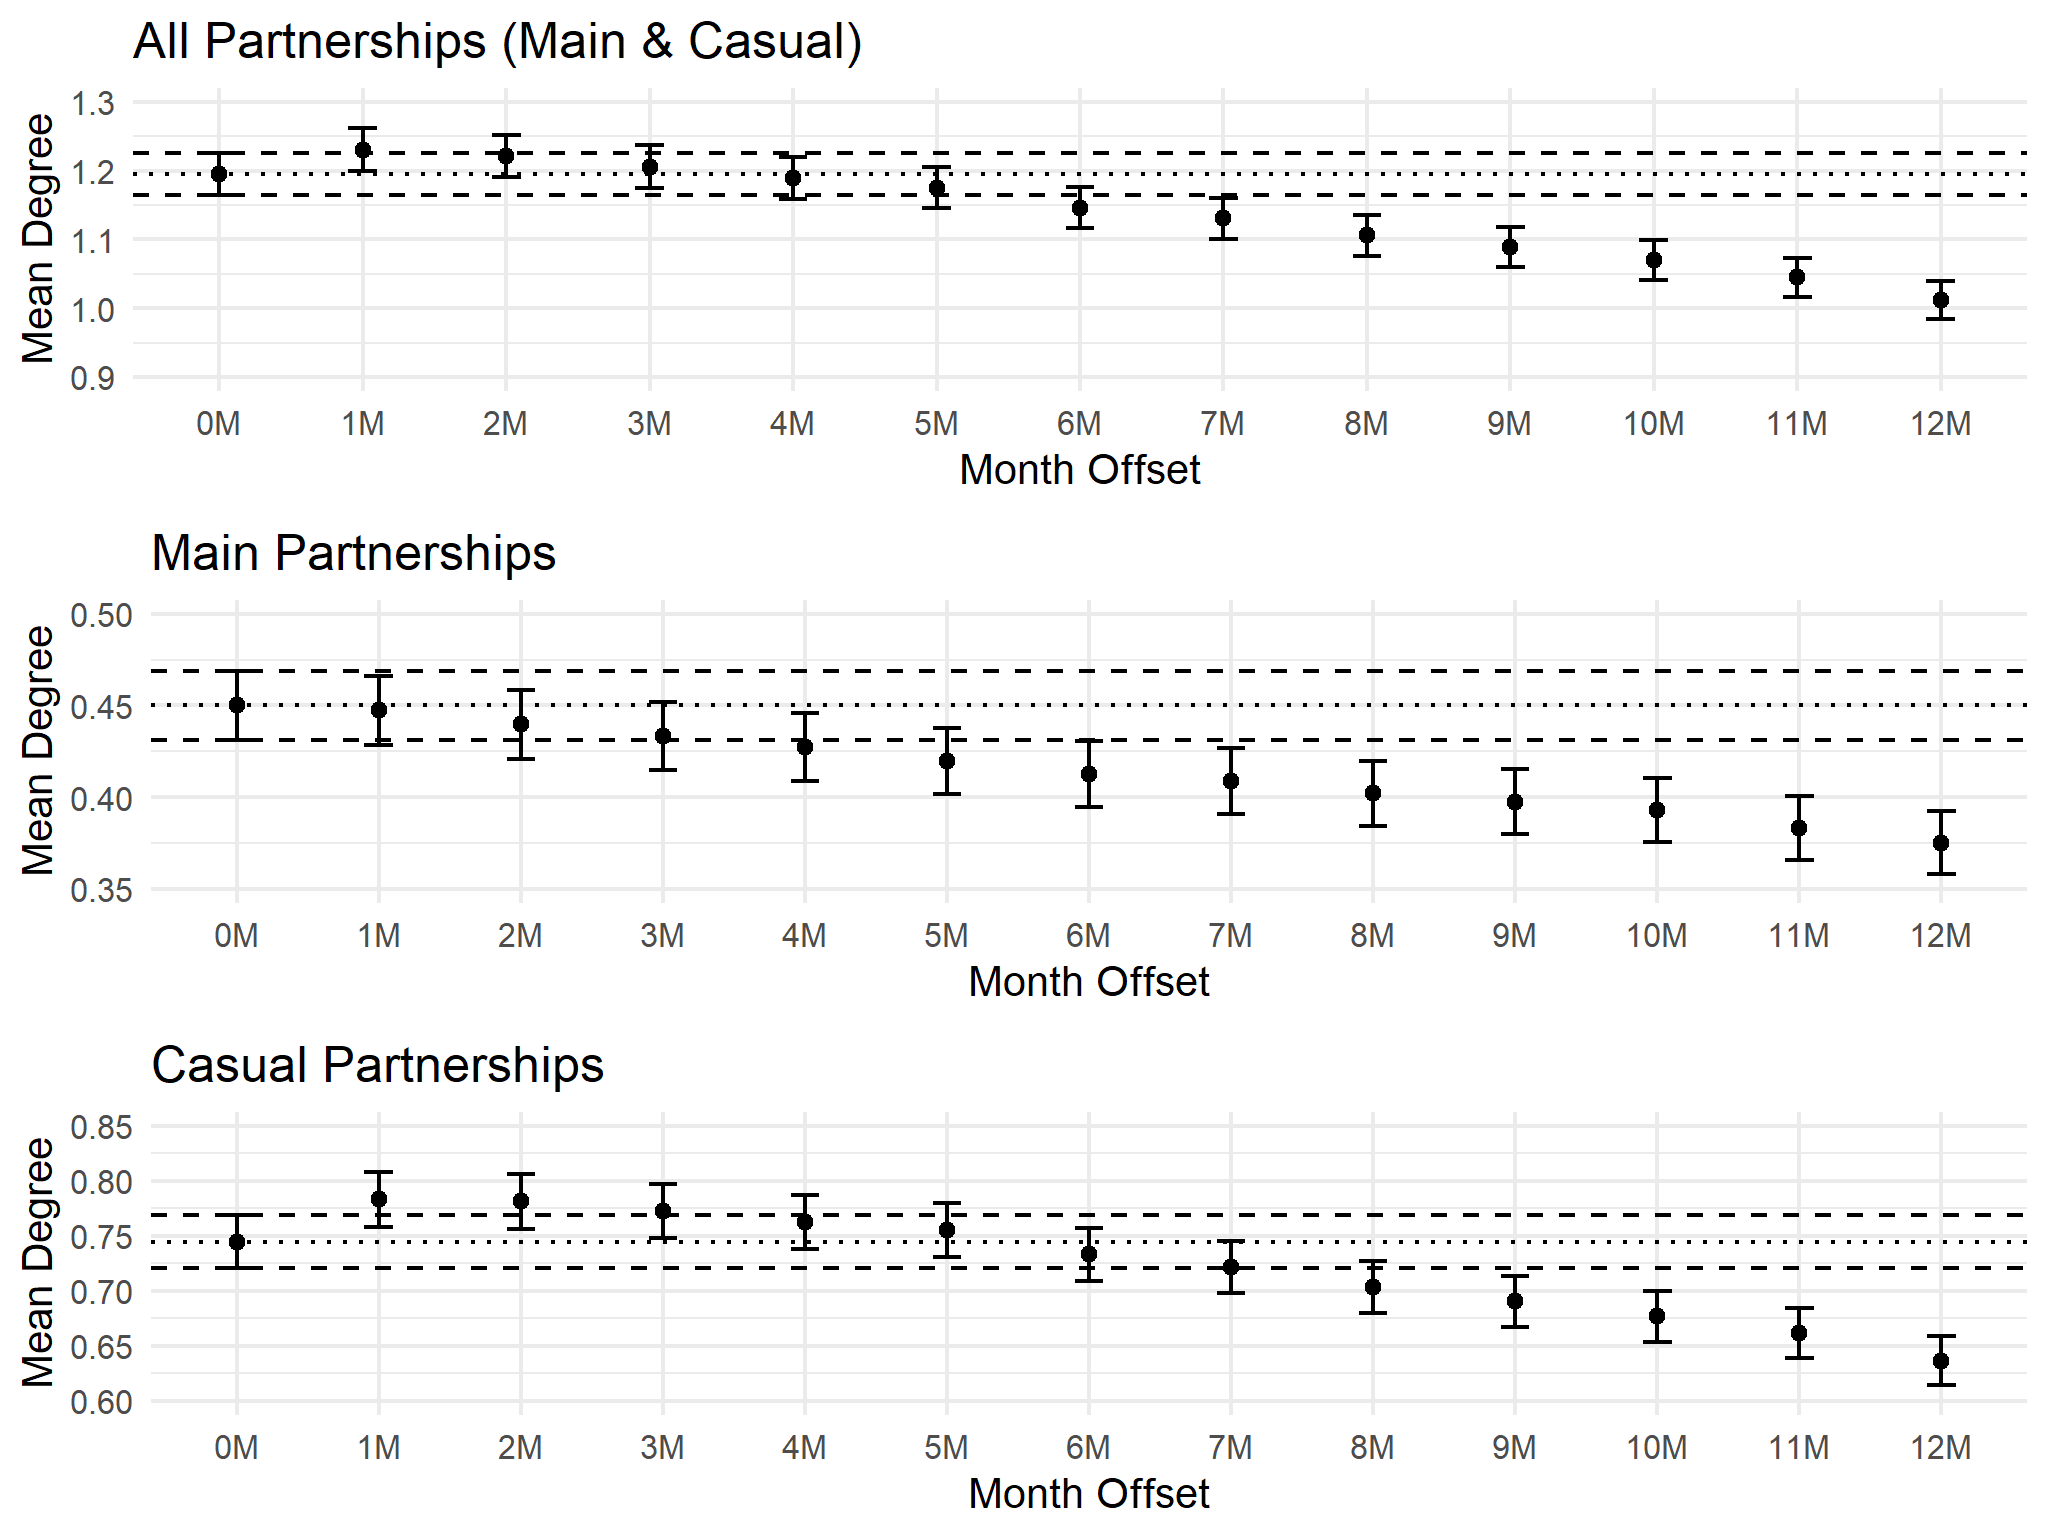 All Partnerships (Main & Casual)
Mean Degree
1.3
1.2
1.1
1.0
0.9
0M 1M 2M 3M 4M 5M 6M 7M 8M 9M 10M 11M 12M
Month Offset
Main Partnerships
Mean Degree
0.50
0.45
0.40
0.35
0M 1M 2M 3M 4M 5M 6M 7M 8M 9M 10M 11M 12M
Month Offset
Casual Partnerships
Mean Degree
0.85
0.80
0.75
0.70
0.65
0.60
0M 1M 2M 3M 4M 5M 6M 7M 8M 9M 10M 11M 12M
Month Offset